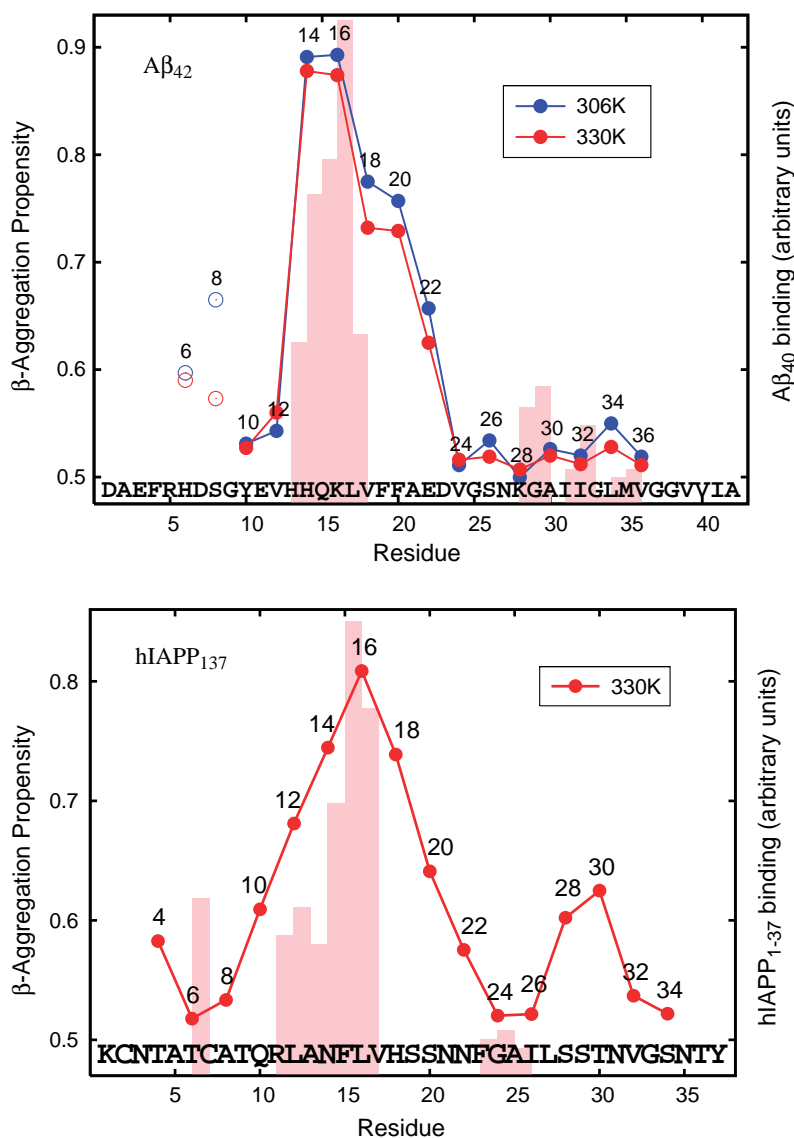 Aβ42
306K
330K
14 16
18
20
8
22
6
10
12
24
26
28
30
32
34
36
0.9
0.8
0.7
0.6
0.5
β-Aggregation Propensity
Aβ40 binding (arbitrary units)
DAEFRHDSGYEVHHQKLVFFAEDVGSNKGAIIGLMVGGVVIA
5 10 15 20 25 30 35 40
Residue
hIAPP137
330K
16
14
18
12
20
10
30
4
28
22
8
6
24
26
32
34
0.8
0.7
0.6
0.5
β-Aggregation Propensity
hIAPP1-37 binding (arbitrary units)
KCNTATCATQRLANFLVHSSNNFGAILSSTNVGSNTY
5 10 15 20 25 30 35
Residue